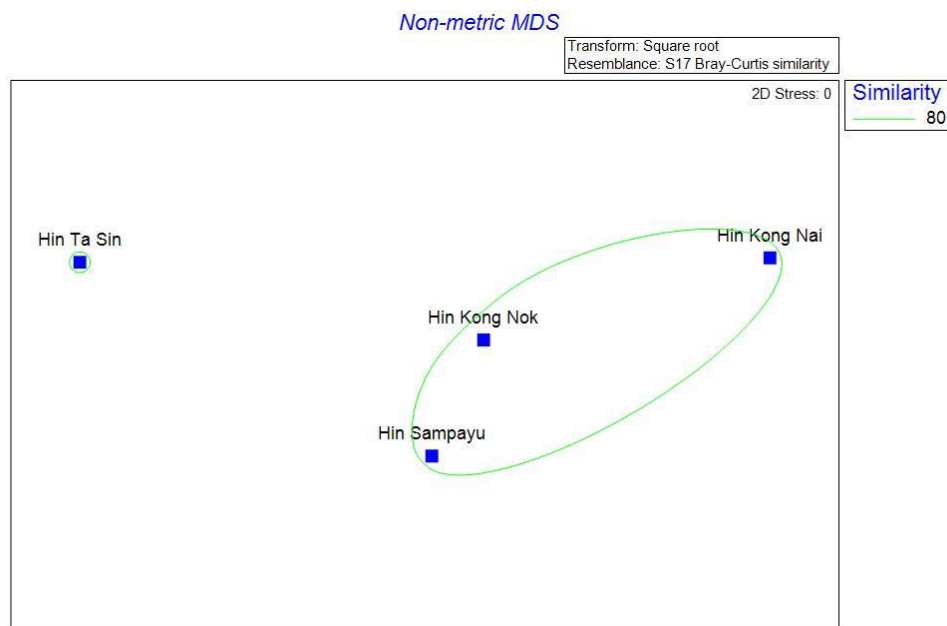 Non-metric MDS
Transform: Square root
Resemblance: S17 Bray-Curtis similarity
2D Stress: 0
Similarity
80
Hin Ta Sin
Hin Kong Nai
Hin Kong Nok
Hin Sampayu